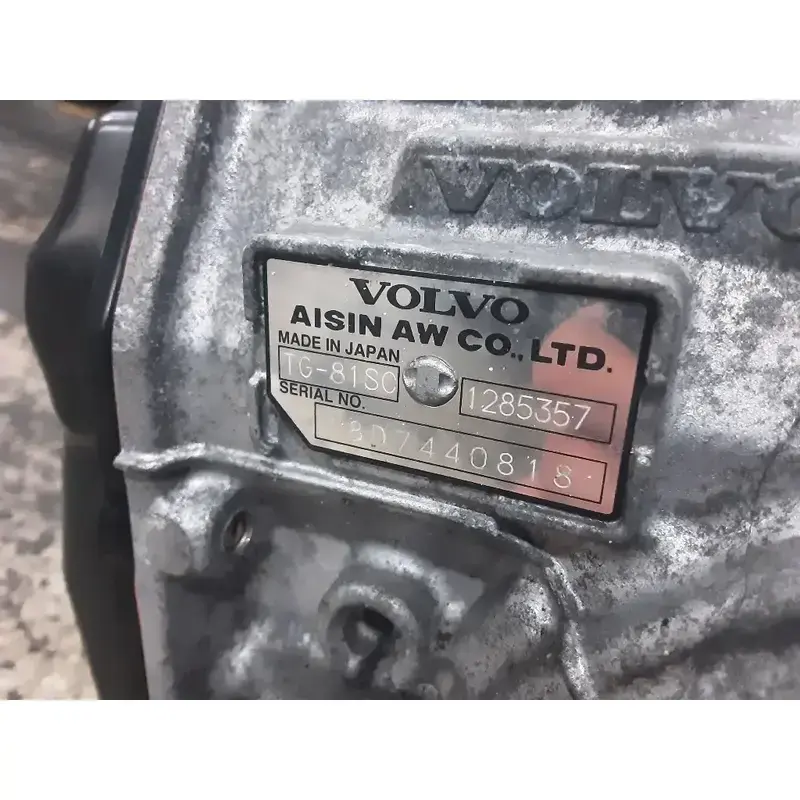 VOLVO
VOLVO
AISIN AW CO., LTD.
MADE IN JAPAN
TG-81SC 1285357
SERIAL NO.
8D7440818